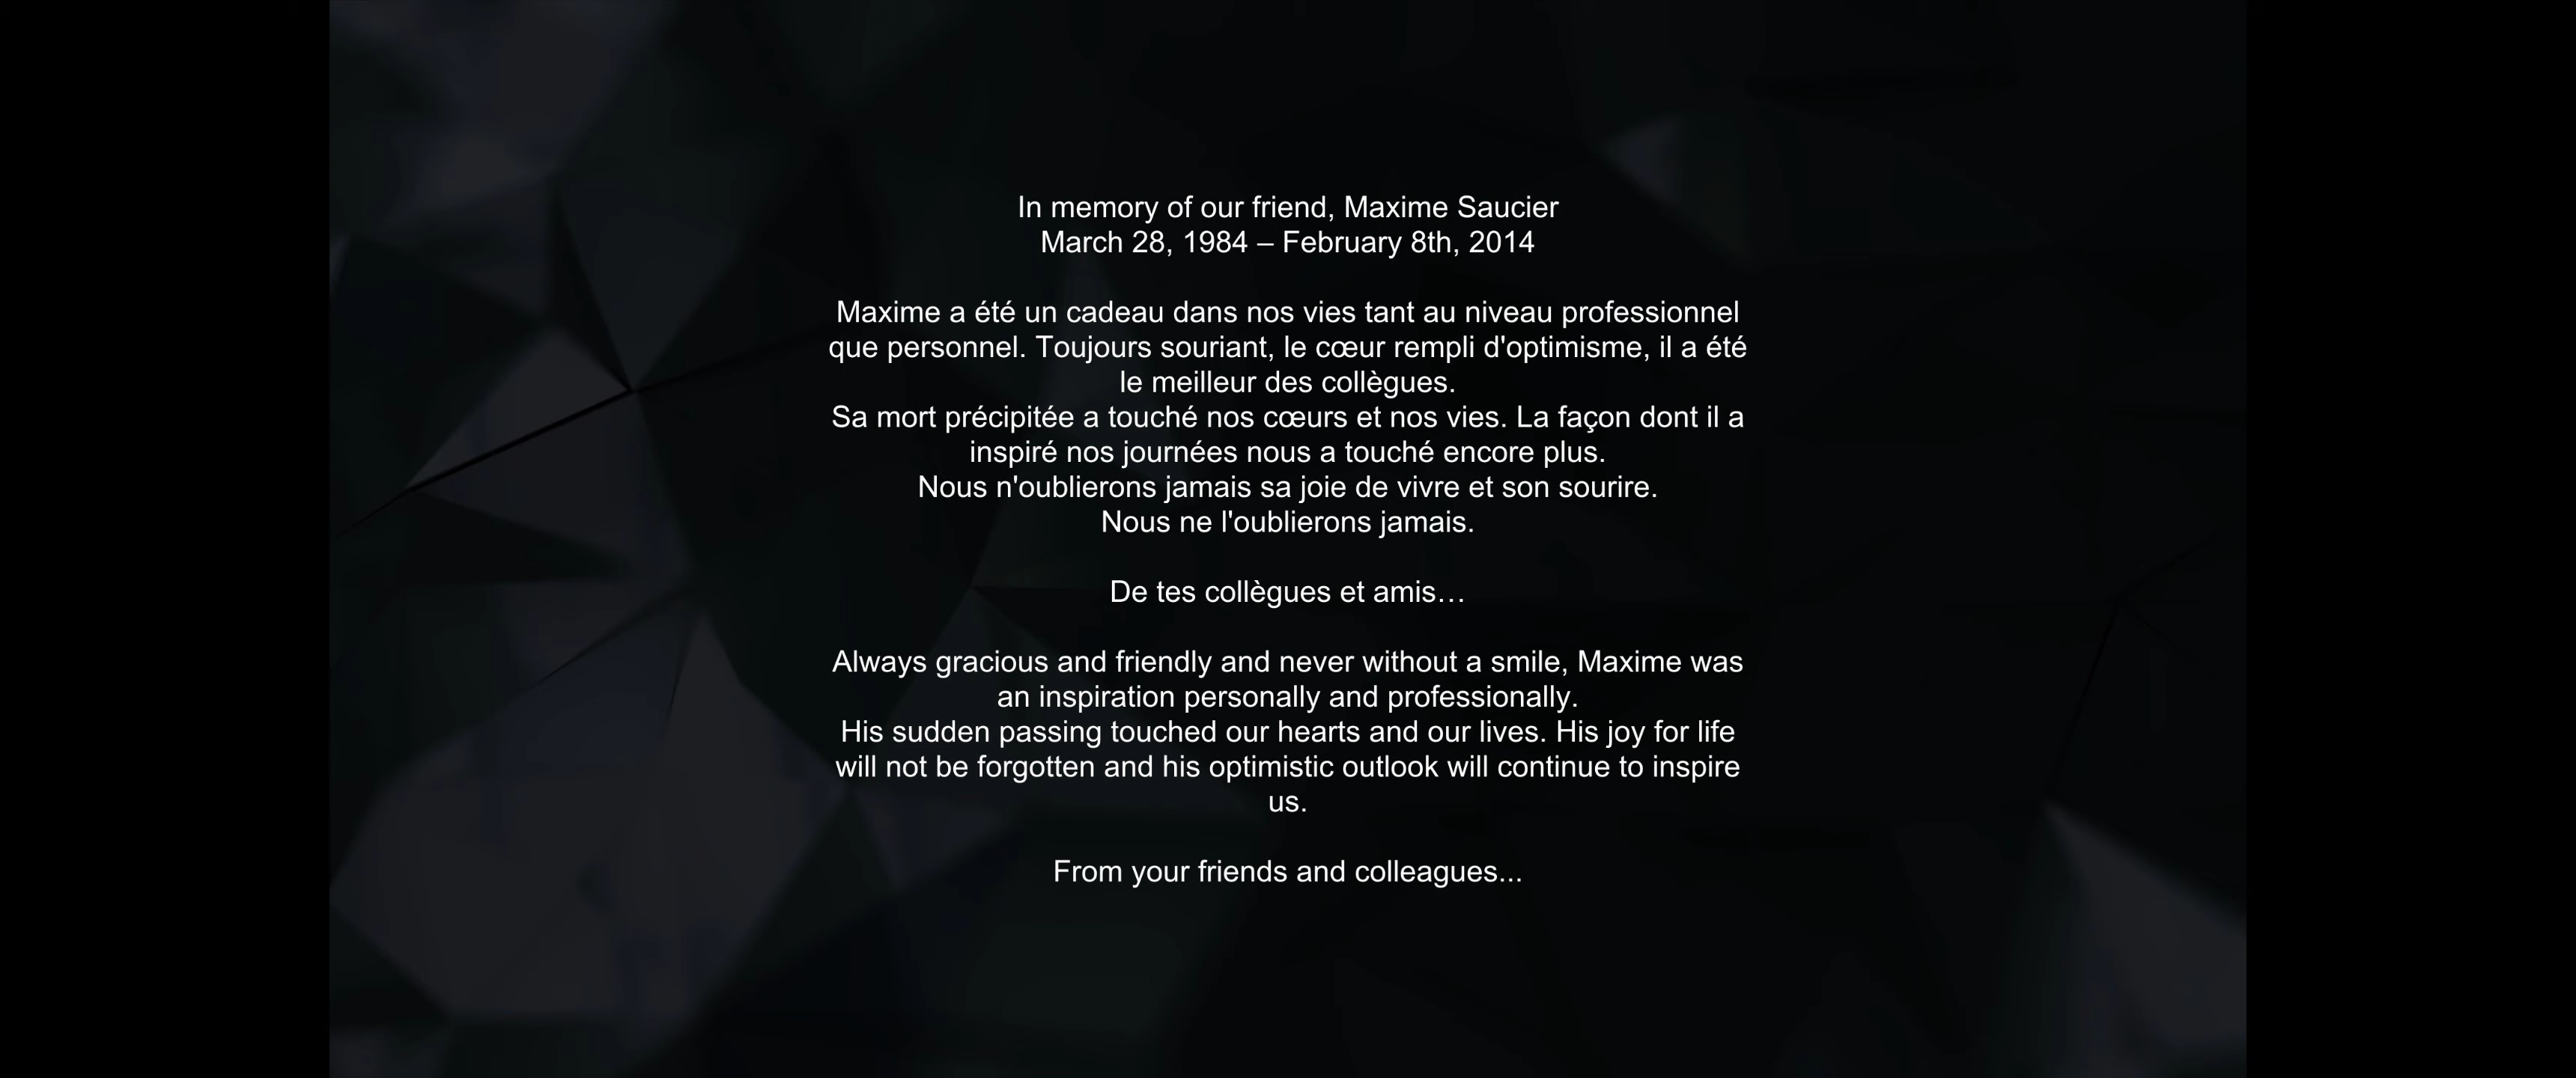 In memory of our friend, Maxime Saucier
March 28, 1984 – February 8th, 2014
Maxime a été un cadeau dans nos vies tant au niveau professionnel
que personnel. Toujours souriant, le cœur rempli d'optimisme, il a été
le meilleur des collègues.
Sa mort précipitée a touché nos cœurs et nos vies. La façon dont il a
inspiré nos journées nous a touché encore plus.
Nous n'oublierons jamais sa joie de vivre et son sourire.
Nous ne l'oublierons jamais.
De tes collègues et amis…
Always gracious and friendly and never without a smile, Maxime was
an inspiration personally and professionally.
His sudden passing touched our hearts and our lives. His joy for life
will not be forgotten and his optimistic outlook will continue to inspire
us.
From your friends and colleagues...